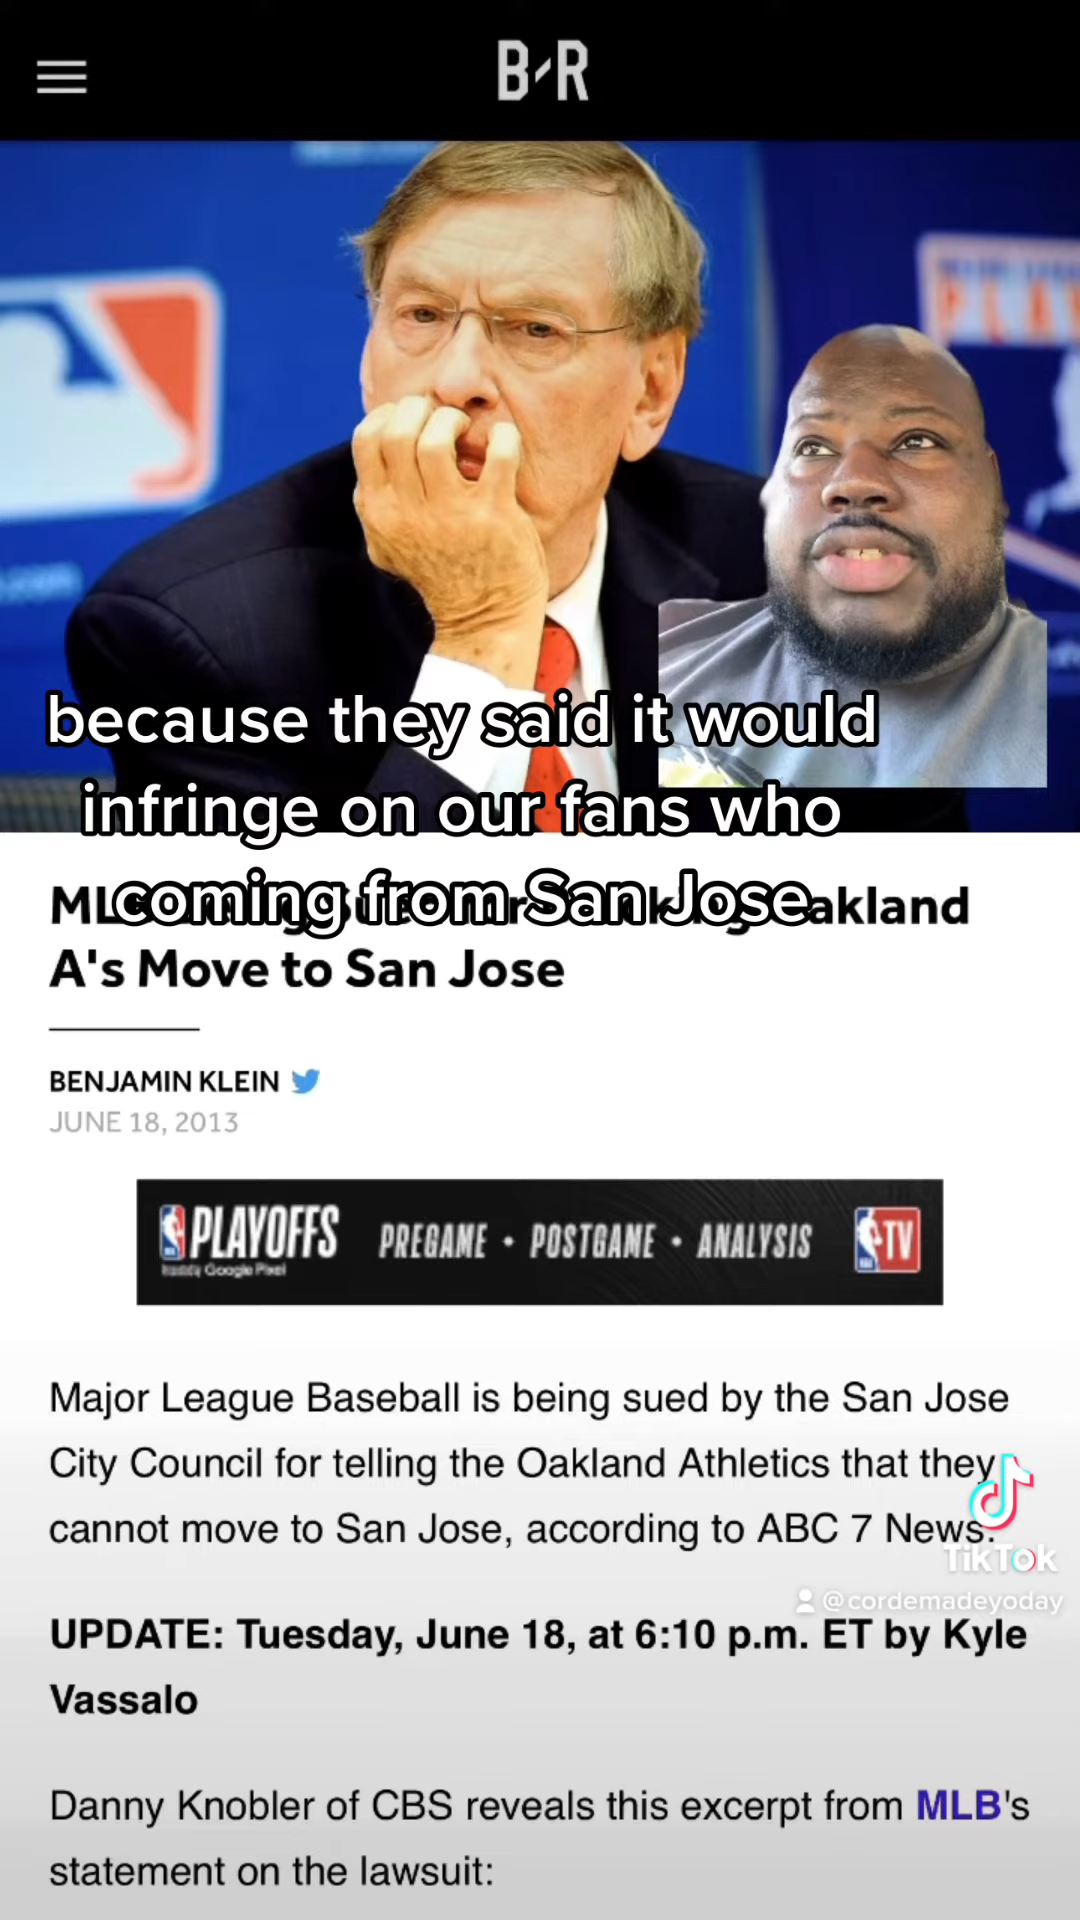 B/R
because they said it would
infringe on our fans who
coming from San Jose
akland
A's Move to San Jose
BENJAMIN KLEIN
JUNE 18, 2013
PLAYOFFS PREGAME • POSTGAME • ANALYSIS TV
Google Pixel
Major League Baseball is being sued by the San Jose
City Council for telling the Oakland Athletics that they
cannot move to San Jose, according to ABC 7 News.
TikTok
@cordemadeyoday
UPDATE: Tuesday, June 18, at 6:10 p.m. ET by Kyle
Vassalo
Danny Knobler of CBS reveals this excerpt from MLB's
statement on the lawsuit: